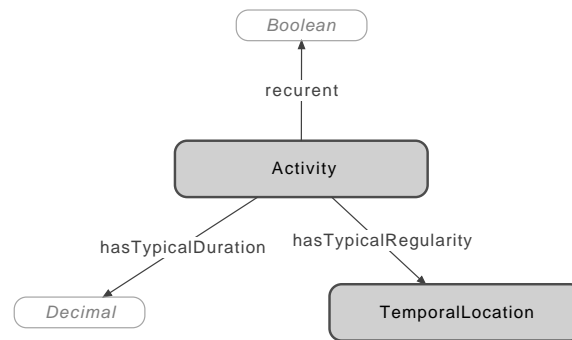 Boolean
recurent
Activity
hasTypicalDuration
hasTypicalRegularity
Decimal
TemporalLocation